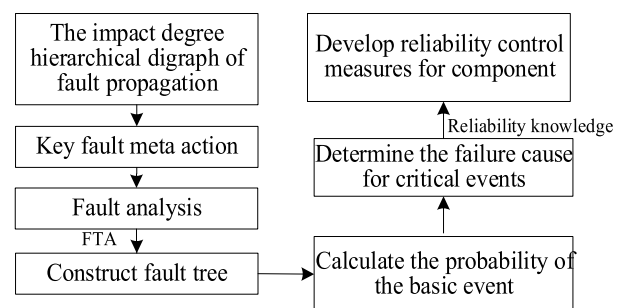 The impact degree
hierarchical digraph of
fault propagation
Key fault meta action
Fault analysis
FTA
Construct fault tree
Calculate the probability of
the basic event
Determine the failure cause
for critical events
Reliability knowledge
Develop reliability control
measures for component